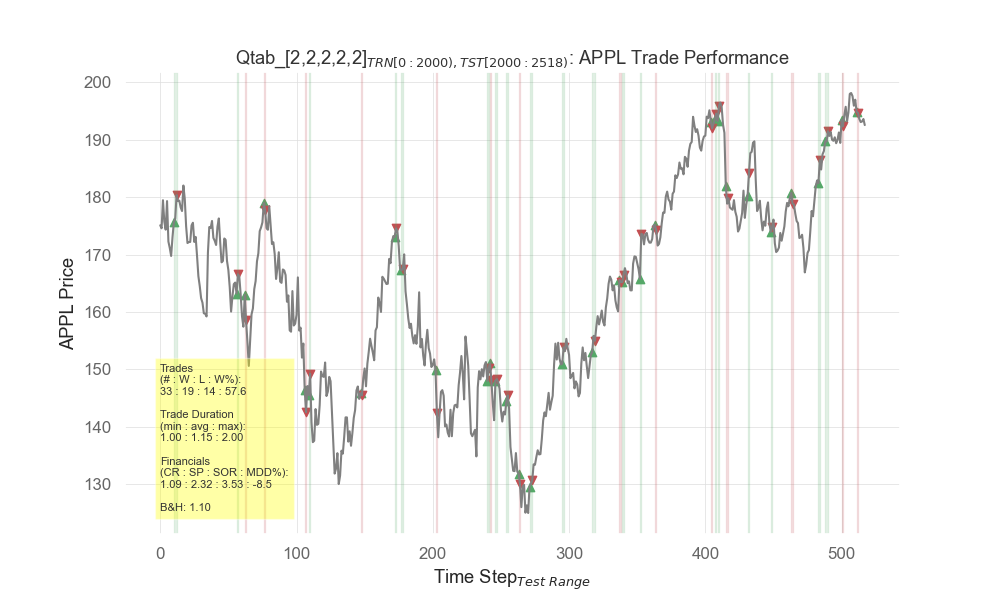 Qtab_[2,2,2,2,2]TRN[0:2000),TST[2000:2518): APPL Trade Performance
200
190
180
170
160
150
140
130
APPL Price
Trades
(# : W : L : W%):
33 : 19 : 14 : 57.6
Trade Duration
(min : avg : max):
1.00 : 1.15 : 2.00
Financials
(CR : SP : SOR : MDD%):
1.09 : 2.32 : 3.53 : -8.5
B&H: 1.10
0 100 200 300 400 500
Time StepTest Range